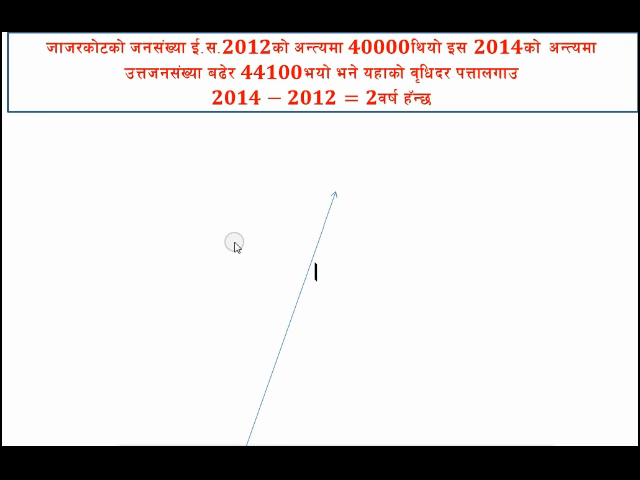 जाजरकोटको जनसंख्या ई.स.2012को अन्त्यमा 40000थियो इस 2014को अन्त्यमा
उत्तजनसंख्या बढेर 44100भयो भने यहाको वृधिदर पत्तालगाउ
2014 − 2012 = 2वर्ष हॅन्छ